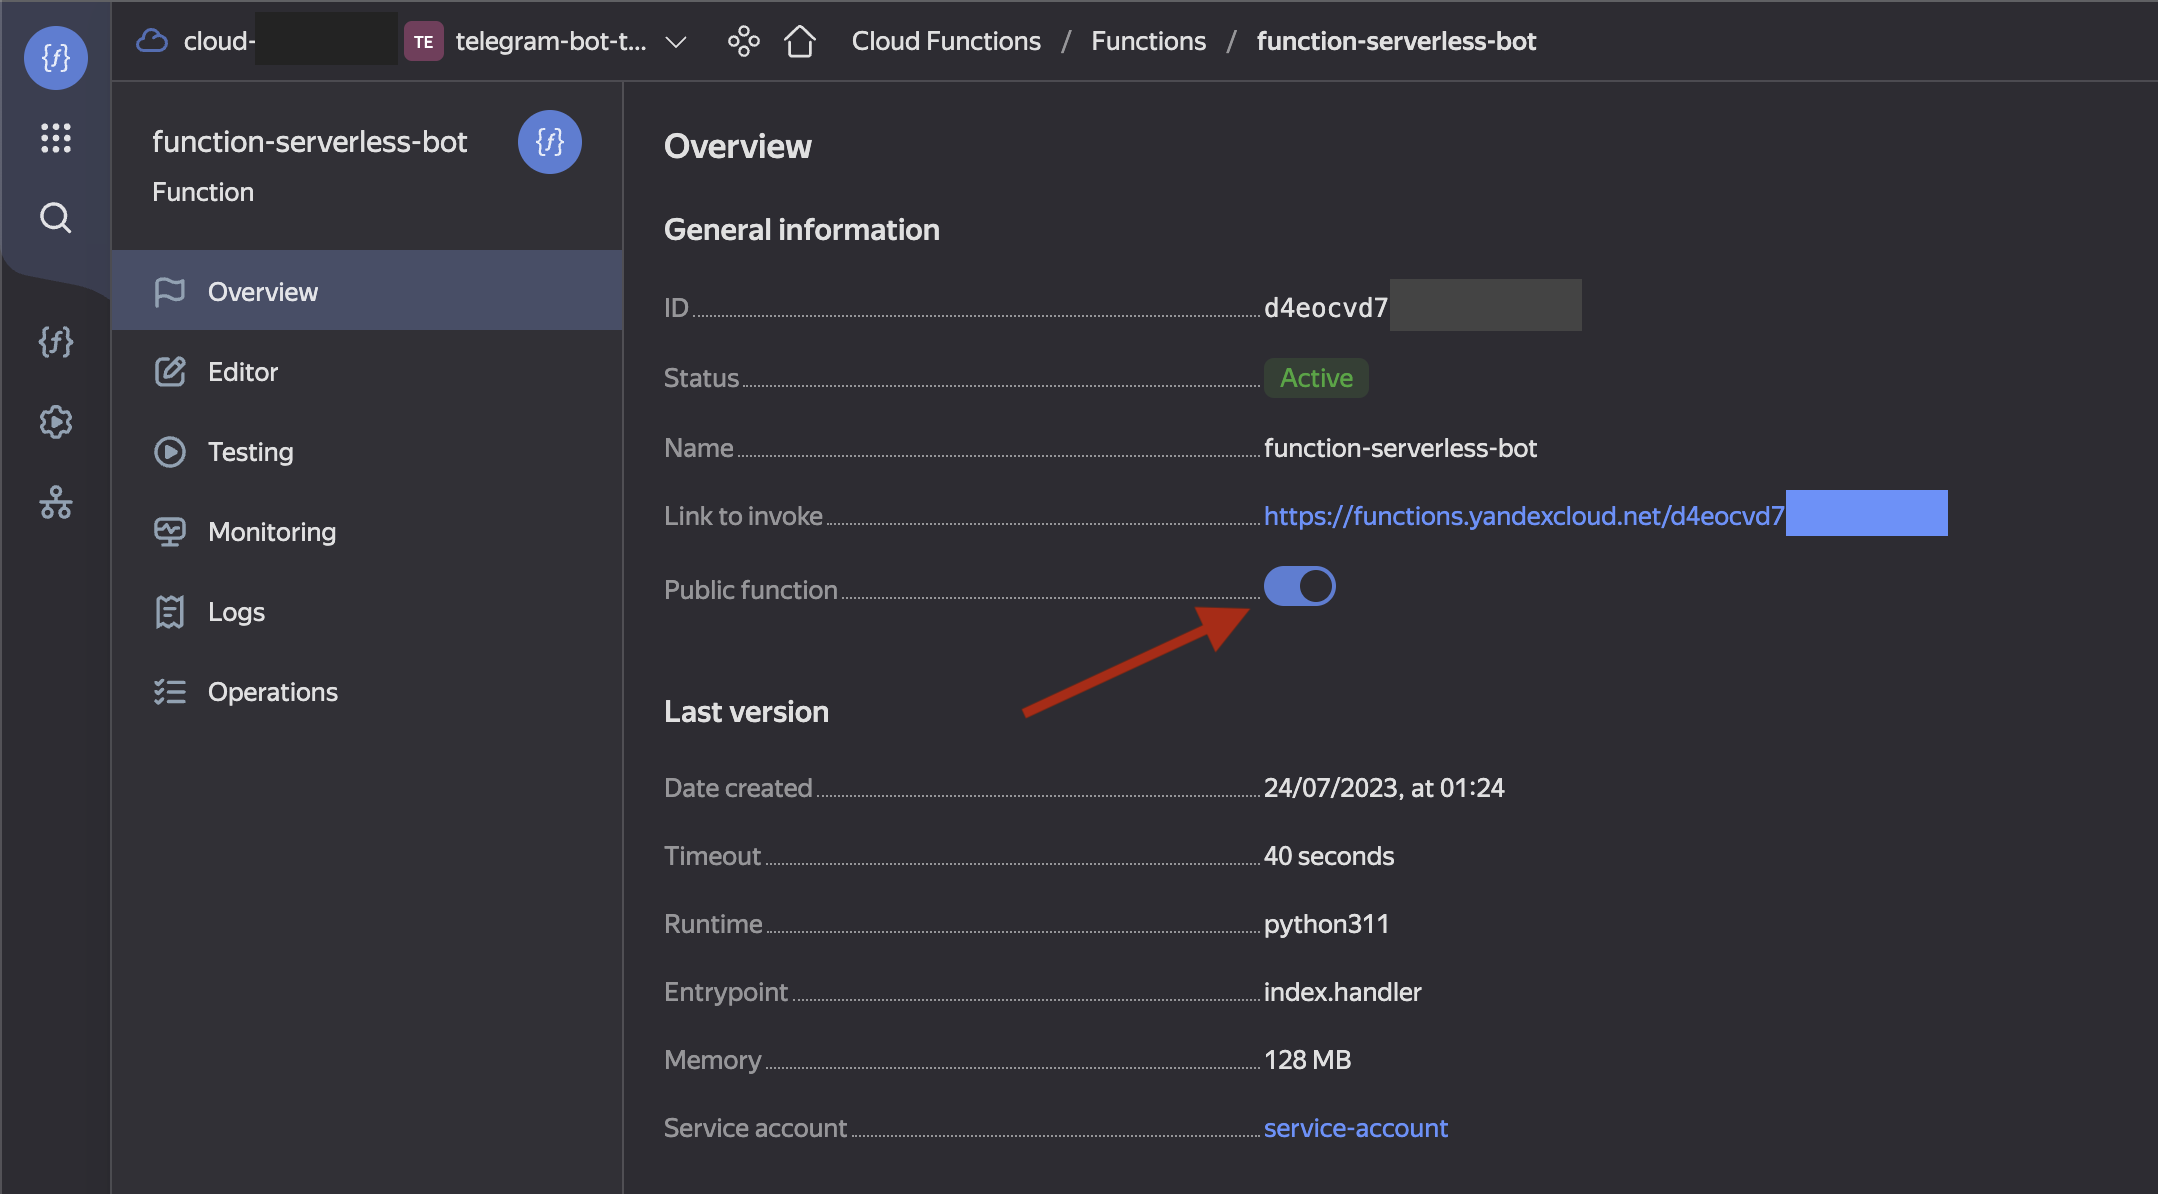 cloud- TE telegram-bot-t... Cloud Functions / Functions / function-serverless-bot
{f}
function-serverless-bot
{f}
Function
Overview
Editor
Testing
Monitoring
Logs
Operations
{f}
Overview
General information
ID d4eocvd7
Status Active
Name function-serverless-bot
Link to invoke https://functions.yandexcloud.net/d4eocvd7
Public function
Last version
Date created 24/07/2023, at 01:24
Timeout 40 seconds
Runtime python311
Entrypoint index.handler
Memory 128 MB
Service account service-account